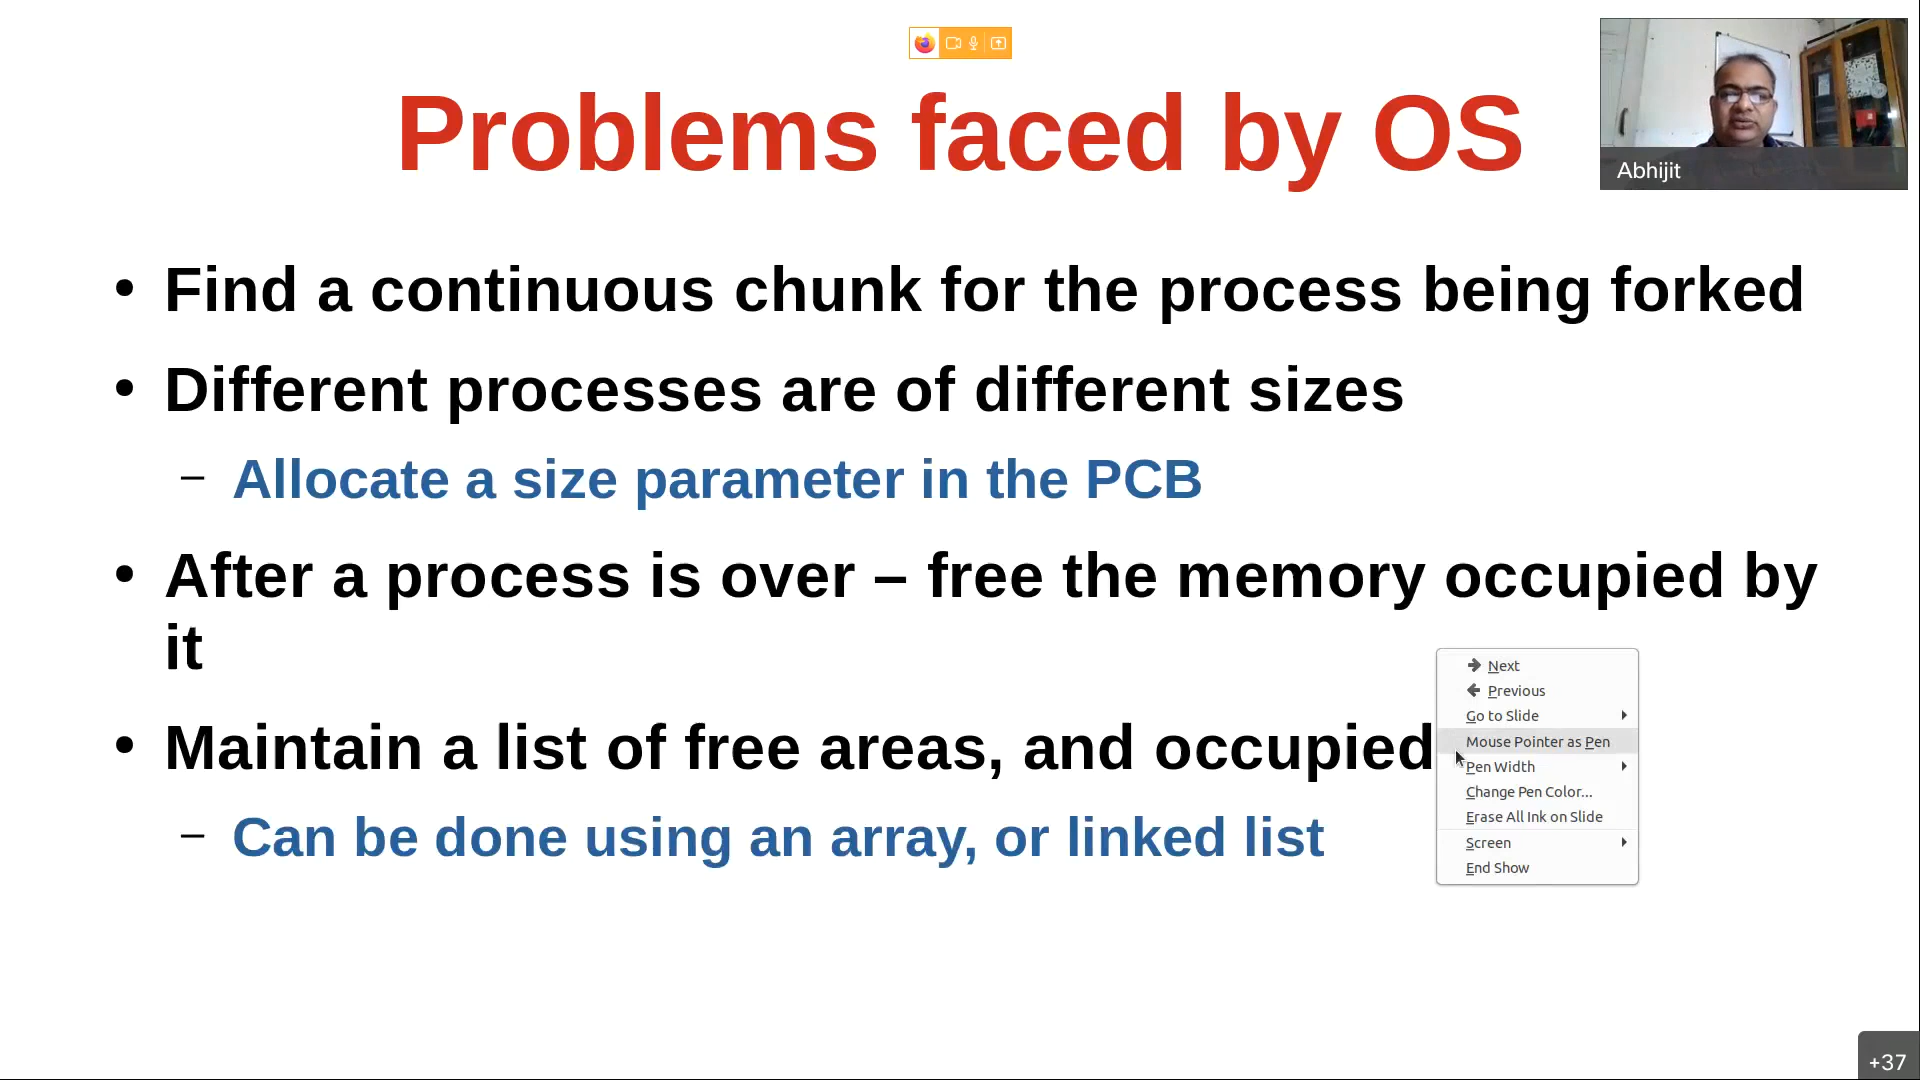 Problems faced by OS
Abhijit
• Find a continuous chunk for the process being forked
• Different processes are of different sizes
– Allocate a size parameter in the PCB
• After a process is over – free the memory occupied by
it
• Maintain a list of free areas, and occupied
– Can be done using an array, or linked list
Next
Previous
Go to Slide
Mouse Pointer as Pen
Pen Width
Change Pen Color...
Erase All Ink on Slide
Screen
End Show
+37